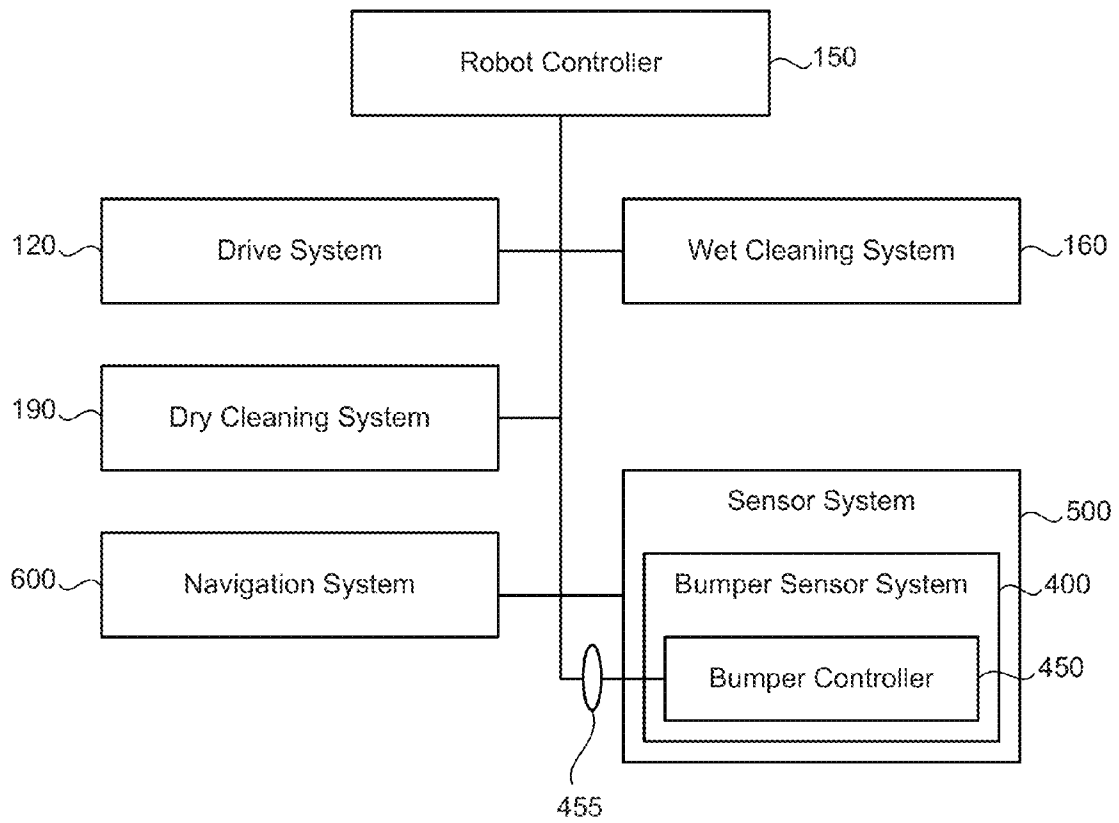 Robot Controller
150
120
Drive System
Wet Cleaning System
160
190
Dry Cleaning System
Sensor System
500
600
Navigation System
Bumper Sensor System
400
Bumper Controller
450
455